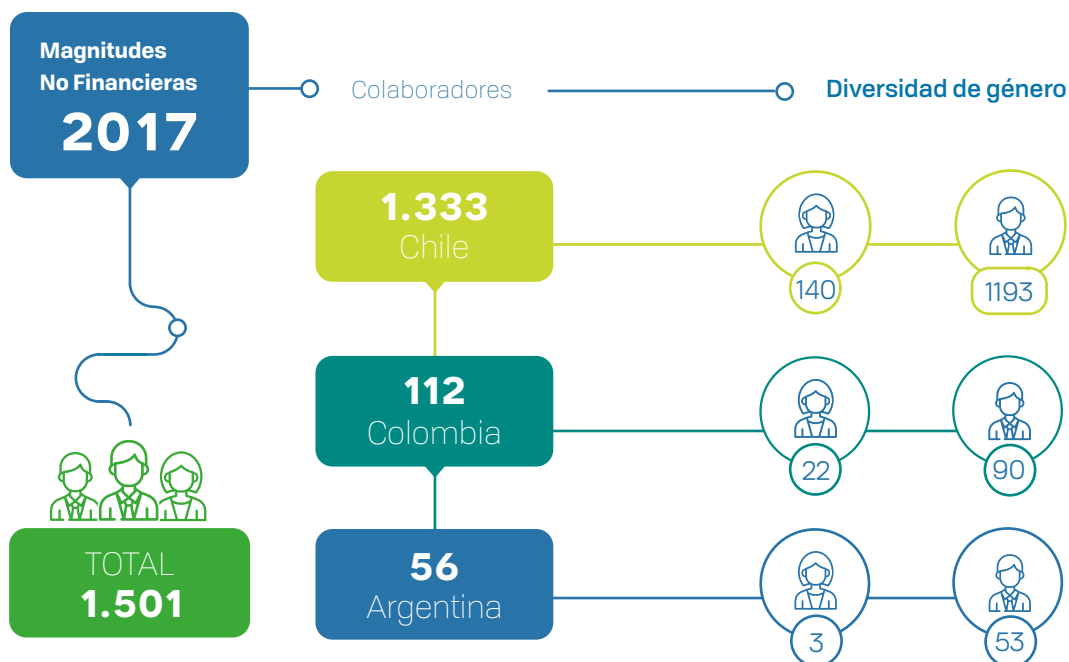 Magnitudes
No Financieras
2017
Colaboradores
Diversidad de género
1.333
Chile
140
1193
112
Colombia
22
90
56
Argentina
3
53
TOTAL
1.501